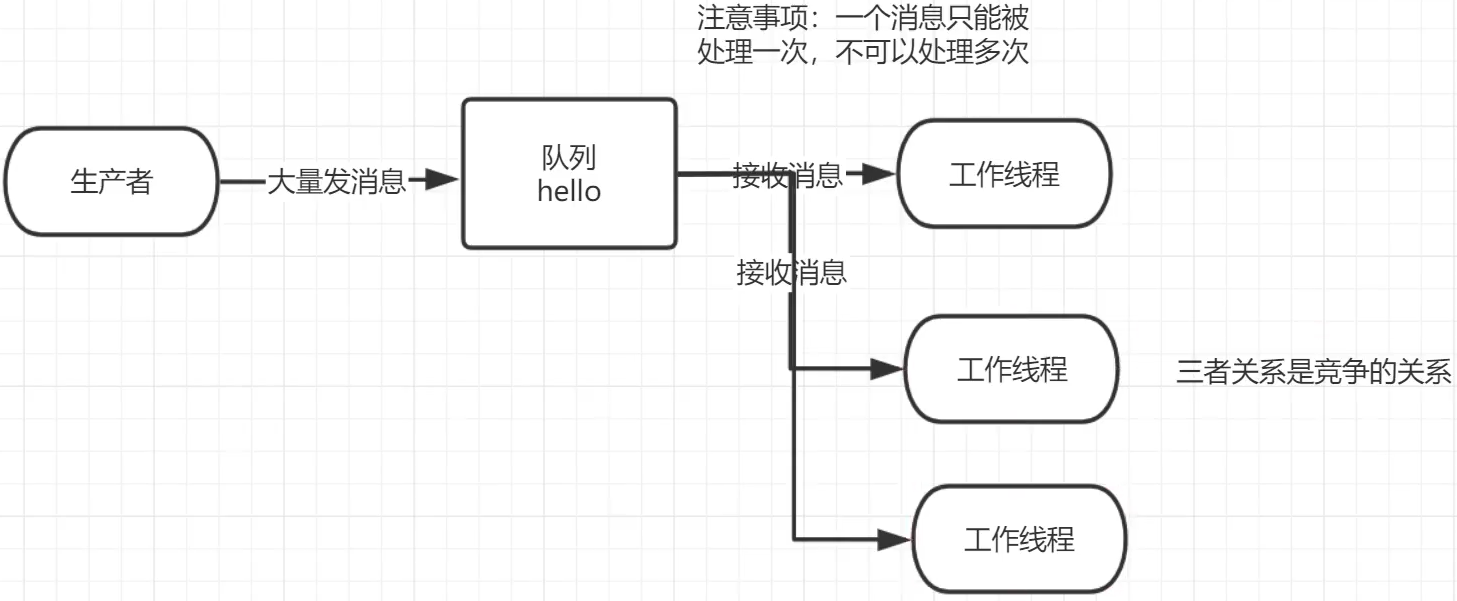 注意事项：一个消息只能被
处理一次，不可以处理多次
生产者
大量发消息
队列
hello
接收消息
工作线程
接收消息
工作线程
三者关系是竞争的关系
工作线程